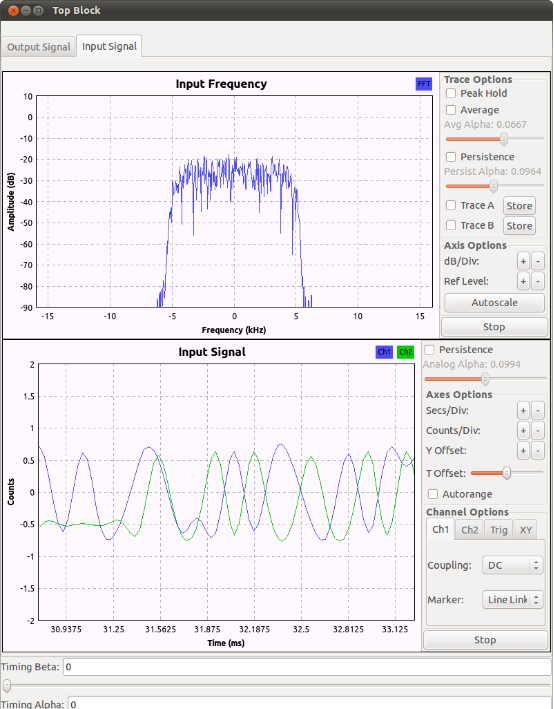 Top Block
Output Signal
Input Signal
Input Frequency
FFT
Amplitude (dB)
10
0
-10
-20
-30
-40
-50
-60
-70
-80
-90
-15
-10
-5
0
5
10
15
Frequency (kHz)
Trace Options
Peak Hold
Average
Avg Alpha: 0.0667
Persistence
Persist Alpha: 0.0964
Trace A Store
Trace B Store
Axis Options
dB/Div: + -
Ref Level: + -
Autoscale
Stop
Input Signal
Ch1 Ch2
Counts
2
1.5
1
0.5
0
-0.5
-1
-1.5
-2
30.9375
31.25
31.5625
31.875
32.1875
32.5
32.8125
33.125
Time (ms)
Persistence
Analog Alpha: 0.0994
Axes Options
Secs/Div: + -
Counts/Div: + -
Y Offset: + -
T Offset:
Autorange
Channel Options
Ch1 Ch2 Trig XY
Coupling: DC
Marker: Line Link
Stop
Timing Beta: 0
Timing Alpha: 0